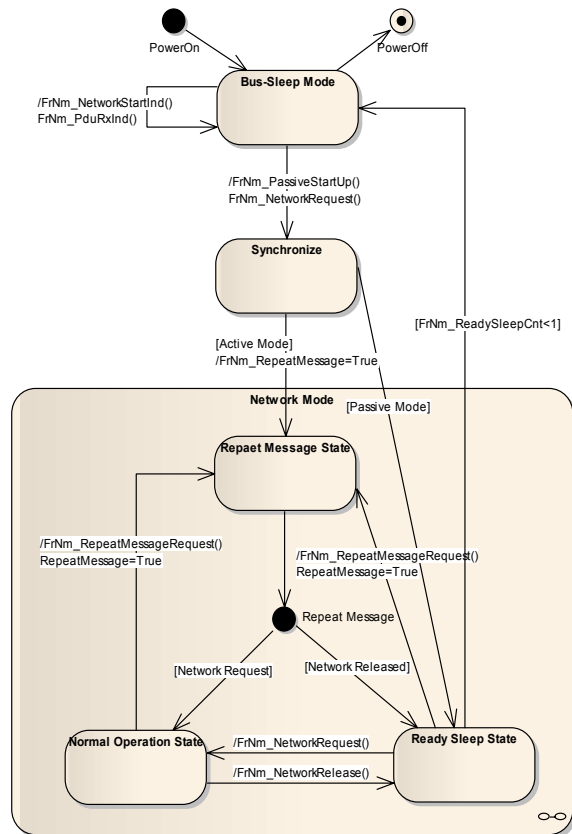 PowerOn
PowerOff
Bus-Sleep Mode
/FrNm_NetworkStartInd()
FrNm_PduRxInd()
/FrNm_PassiveStartUp()
FrNm_NetworkRequest()
Synchronize
[FrNm_ReadySleepCnt<1]
[Active Mode]
/FrNm_RepeatMessage=True
Network Mode
[Passive Mode]
Repaet Message State
/FrNm_RepeatMessageRequest()
RepeatMessage=True
/FrNm_RepeatMessageRequest()
RepeatMessage=True
Repeat Message
[Network Request]
[Network Released]
Normal Operation State
Ready Sleep State
/FrNm_NetworkRequest()
/FrNm_NetworkRelease()